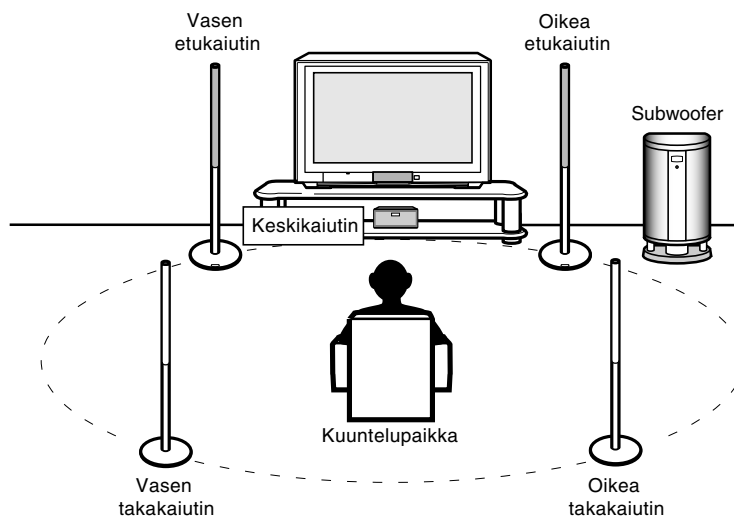 Vasen
etukaiutin
Oikea
etukaiutin
Subwoofer
Keskikaiutin
Kuuntelupaikka
Vasen
takakaiutin
Oikea
takakaiutin